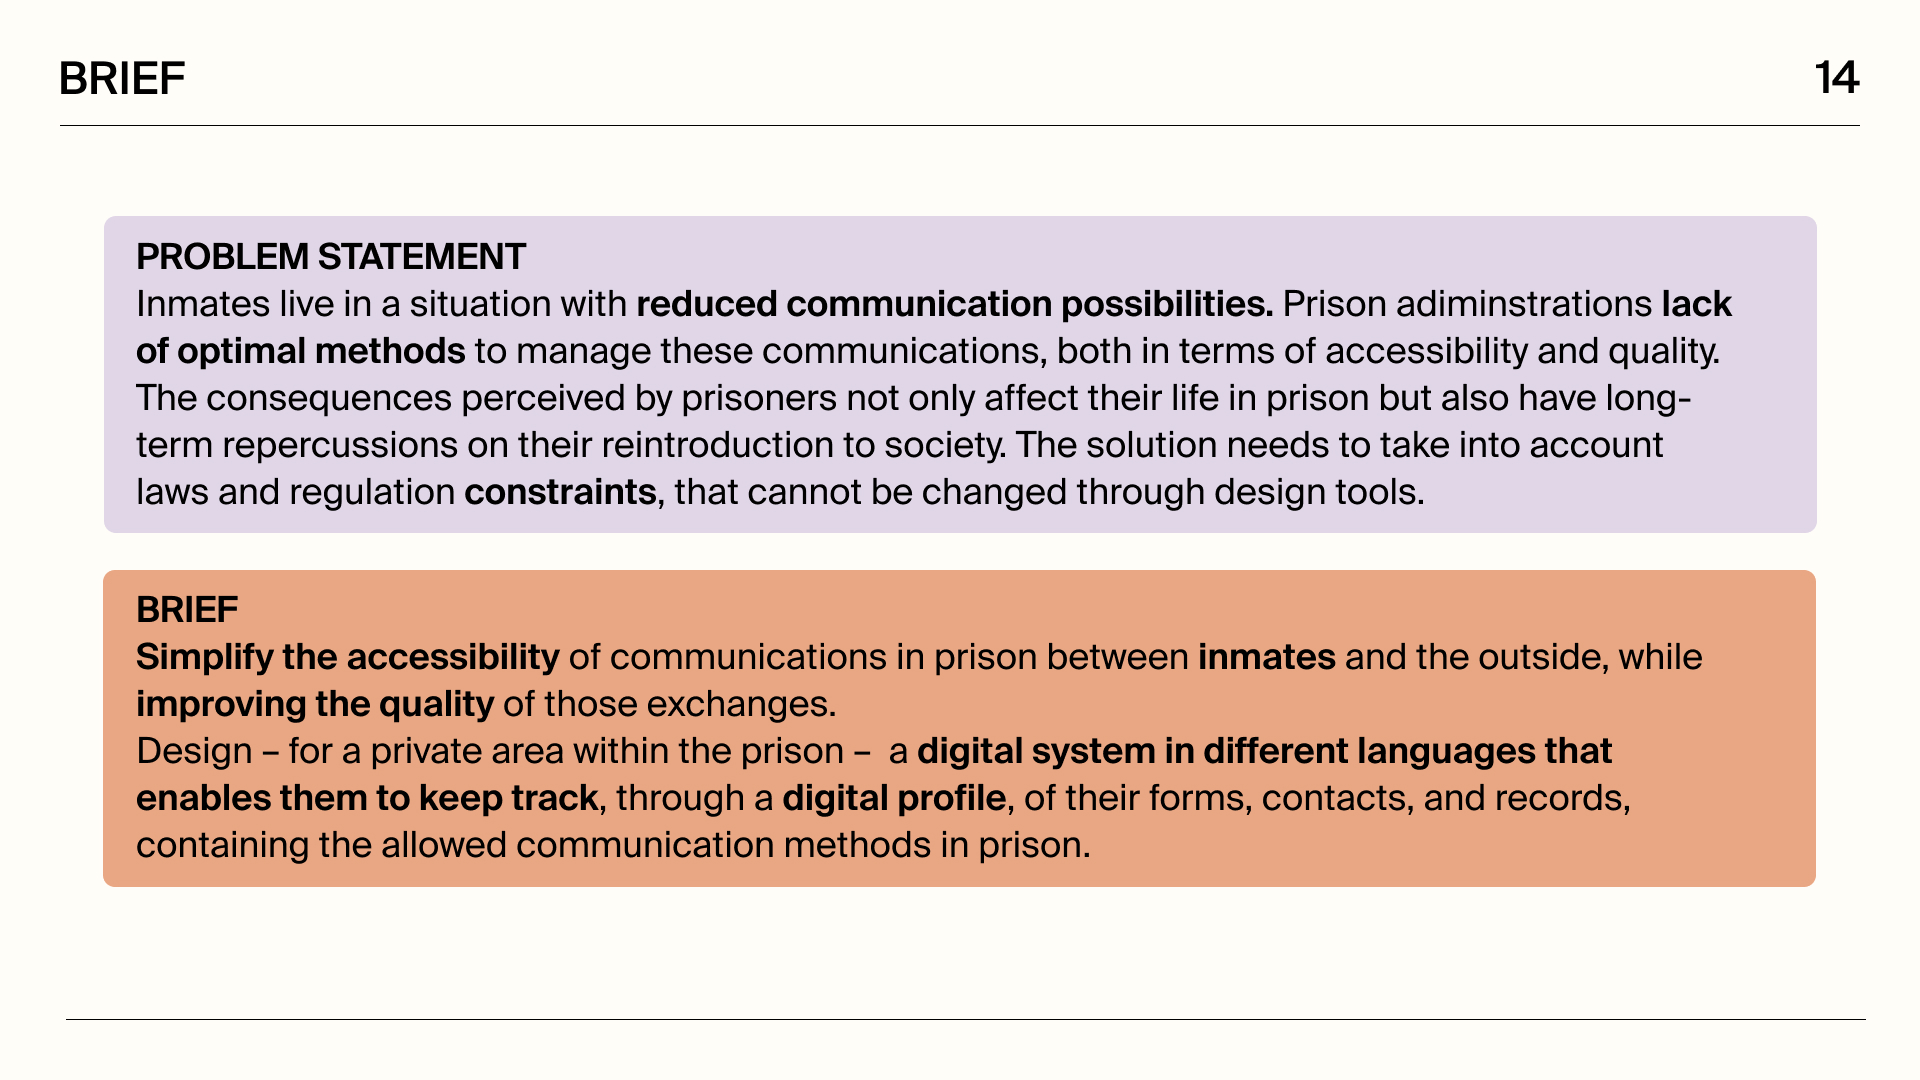 BRIEF
14
PROBLEM STATEMENT
Inmates live in a situation with reduced communication possibilities. Prison adiminstrations lack
of optimal methods to manage these communications, both in terms of accessibility and quality.
The consequences perceived by prisoners not only affect their life in prison but also have long-
term repercussions on their reintroduction to society. The solution needs to take into account
laws and regulation constraints, that cannot be changed through design tools.
BRIEF
Simplify the accessibility of communications in prison between inmates and the outside, while
improving the quality of those exchanges.
Design – for a private area within the prison –  a digital system in different languages that
enables them to keep track, through a digital profile, of their forms, contacts, and records,
containing the allowed communication methods in prison.